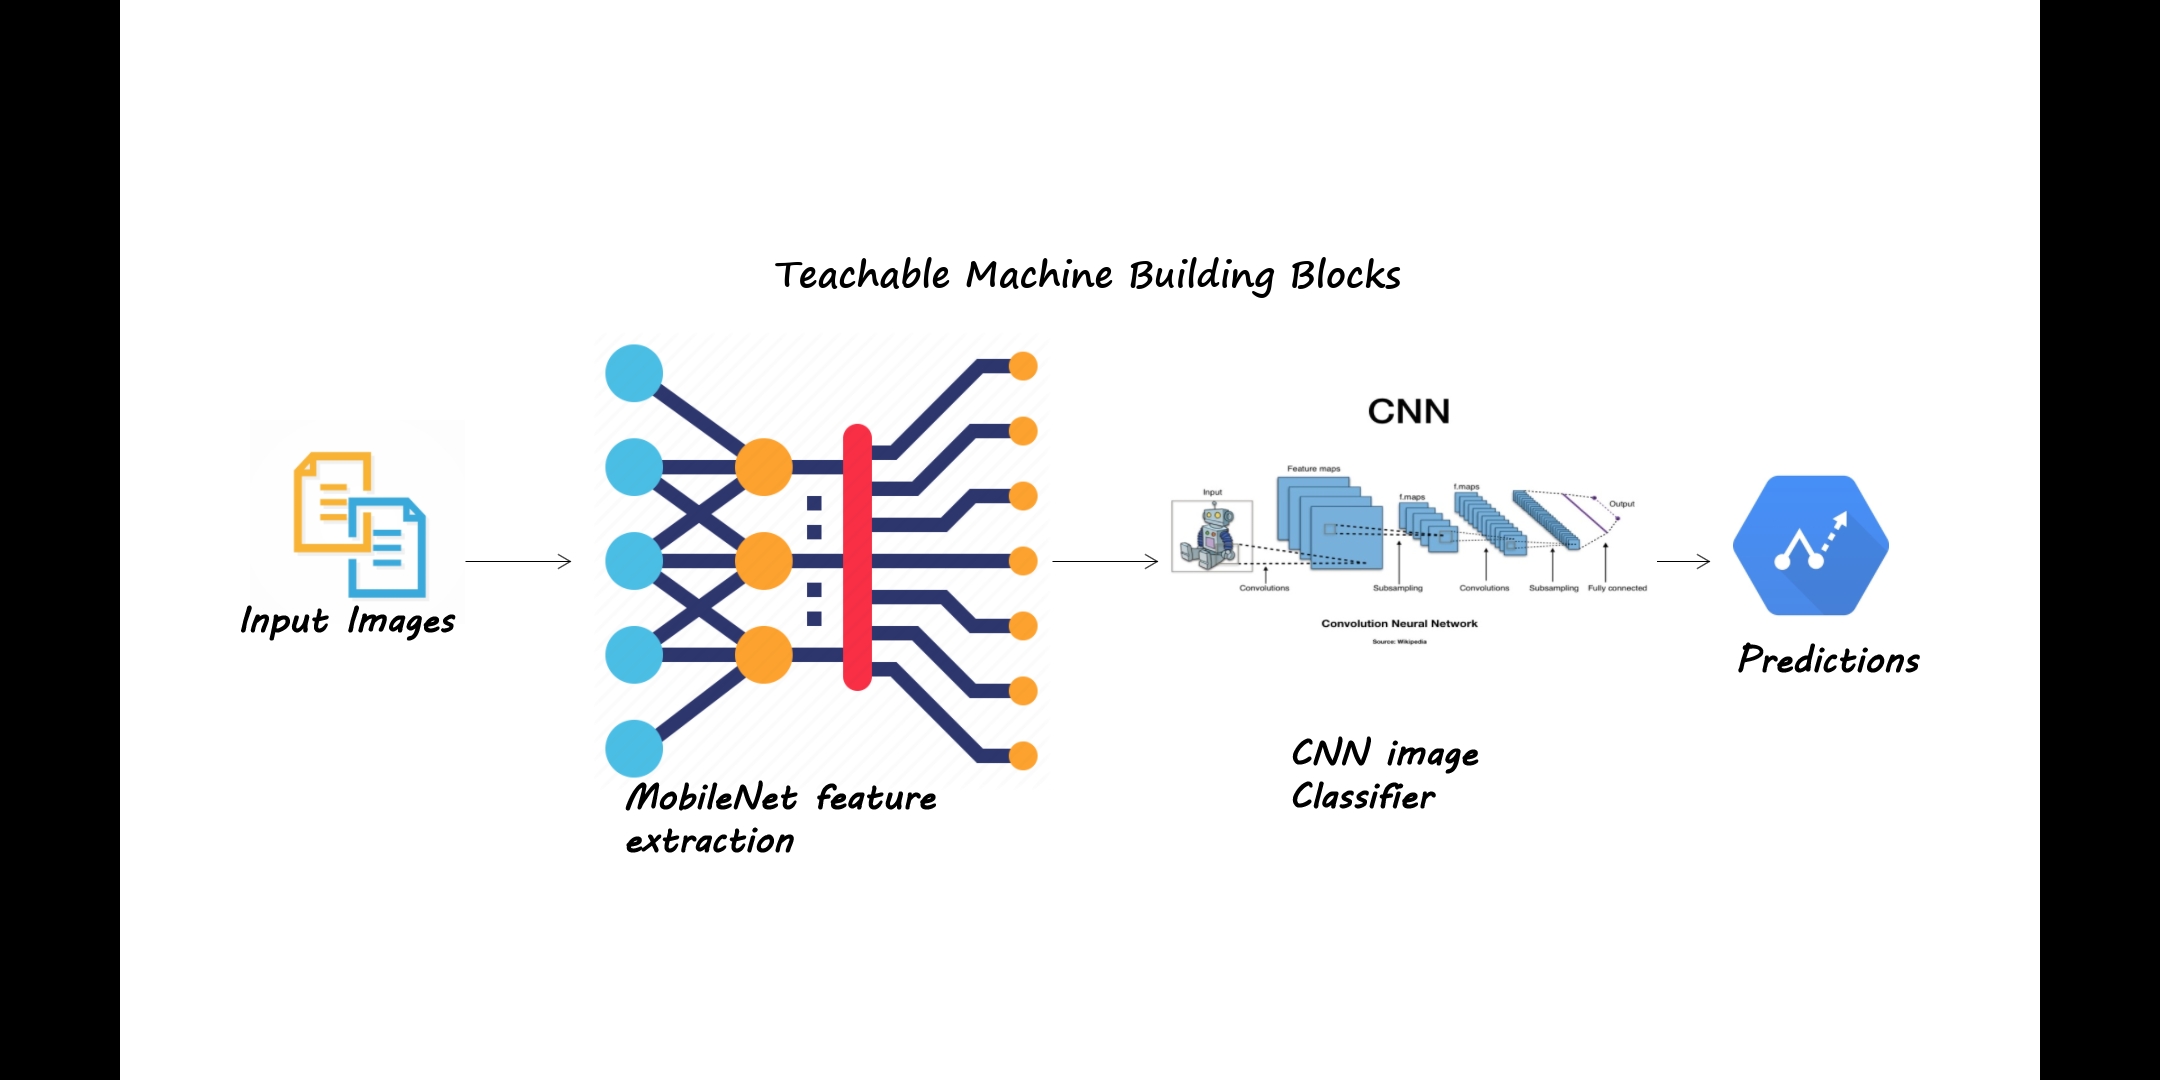 Teachable Machine Building Blocks
Input Images
MobileNet feature
extraction
CNN
Feature maps
Input
f.maps
f.maps
Output
Convolutions
Subsampling
Convolutions
Subsampling
Fully connected
Convolution Neural Network
Source: Wikipedia
CNN image
Classifier
Predictions